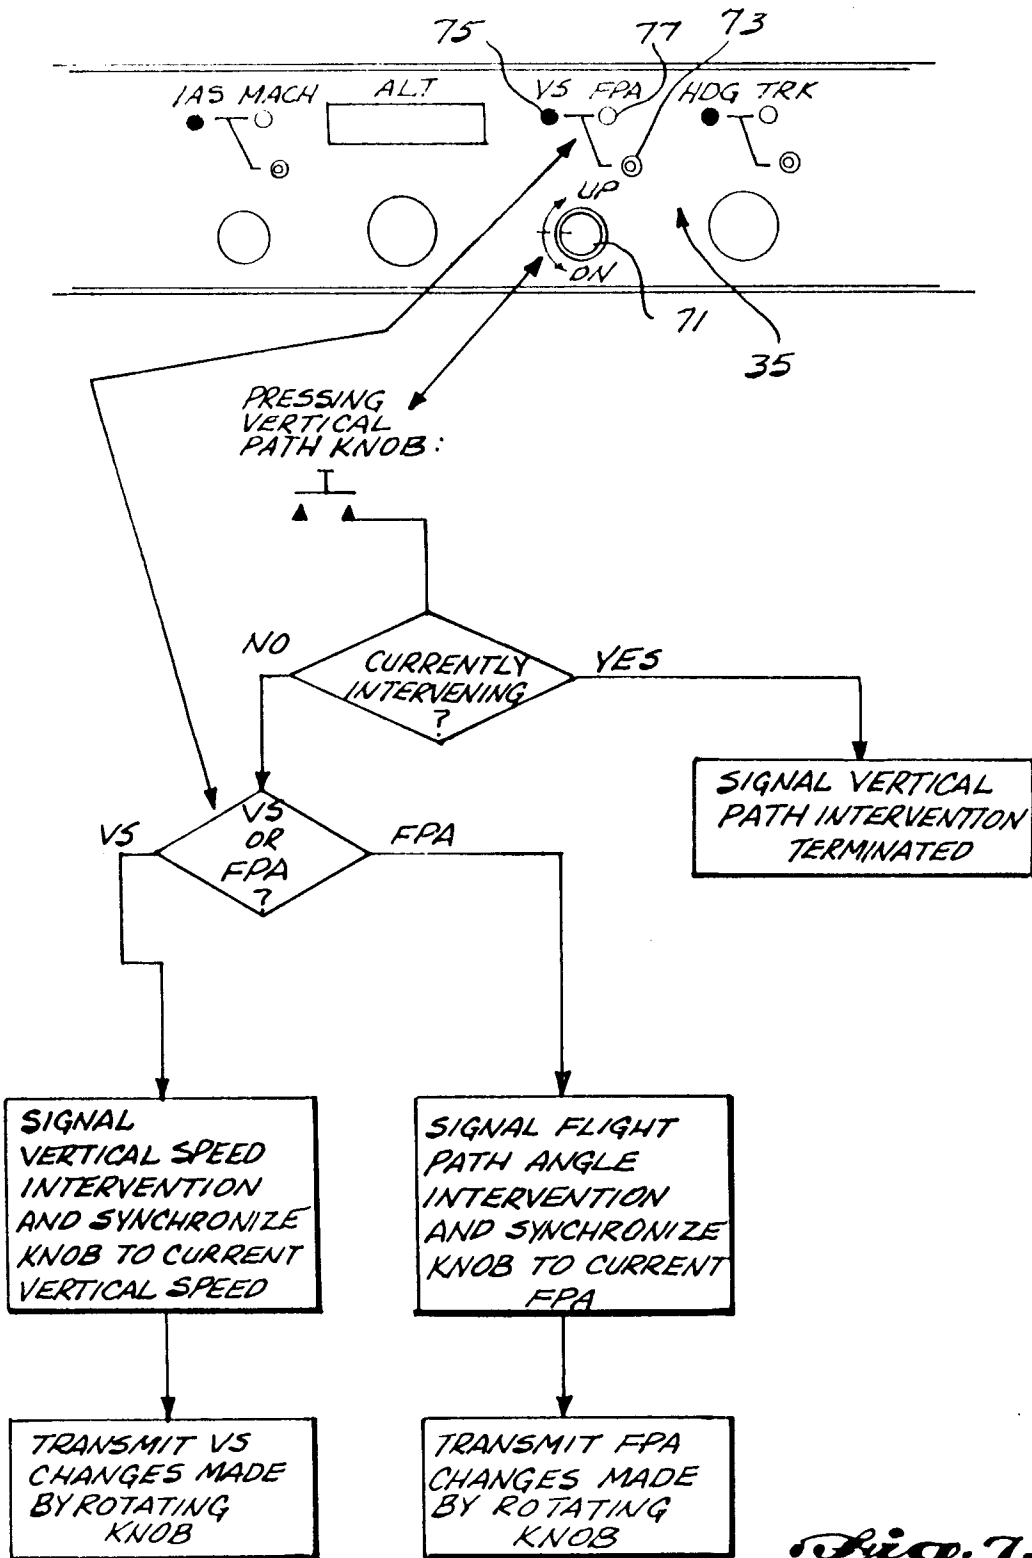 75 77 73
IAS MACH ALT VS FPA HDG TRK
UP
DN
71
35
PRESSING
VERTICAL
PATH KNOB:
NO
CURRENTLY
INTERVENING
?
YES
SIGNAL VERTICAL
PATH INTERVENTION
TERMINATED
VS
VS
OR
FPA
?
FPA
SIGNAL
VERTICAL SPEED
INTERVENTION
AND SYNCHRONIZE
KNOB TO CURRENT
VERTICAL SPEED
SIGNAL FLIGHT
PATH ANGLE
INTERVENTION
AND SYNCHRONIZE
KNOB TO CURRENT
FPA
TRANSMIT VS
CHANGES MADE
BY ROTATING
KNOB
TRANSMIT FPA
CHANGES MADE
BY ROTATING
KNOB
Fig. 7.